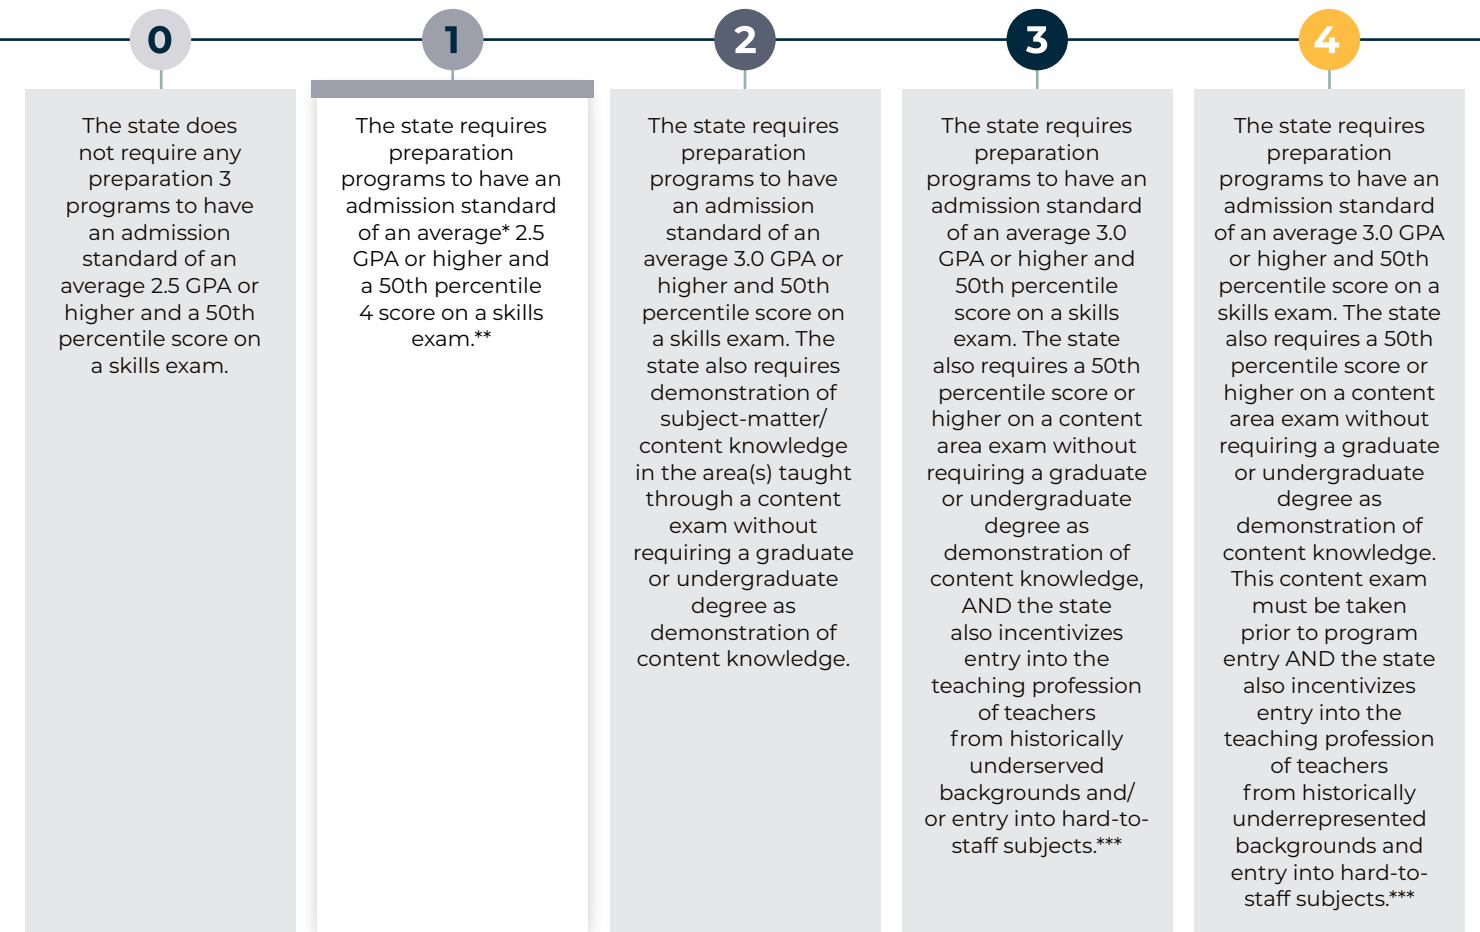 0
The state does
not require any
preparation 3
programs to have
an admission
standard of an
average 2.5 GPA or
higher and a 50th
percentile score on
a skills exam.
1
The state requires
preparation
programs to have an
admission standard
of an average* 2.5
GPA or higher and
a 50th percentile
4 score on a skills
exam.**
2
The state requires
preparation
programs to have
an admission
standard of an
average 3.0 GPA or
higher and 50th
percentile score on
a skills exam. The
state also requires
demonstration of
subject-matter/
content knowledge
in the area(s) taught
through a content
exam without
requiring a graduate
or undergraduate
degree as
demonstration of
content knowledge.
3
The state requires
preparation
programs to have an
admission standard
of an average 3.0
GPA or higher and
50th percentile
score on a skills
exam. The state
also requires a 50th
percentile score or
higher on a content
area exam without
requiring a graduate
or undergraduate
degree as
demonstration of
content knowledge,
AND the state
also incentivizes
entry into the
teaching profession
of teachers
from historically
underserved
backgrounds and/
or entry into hard-to-
staff subjects.***
4
The state requires
preparation
programs to have an
admission standard
of an average 3.0 GPA
or higher and 50th
percentile score on a
skills exam. The state
also requires a 50th
percentile score or
higher on a content
area exam without
requiring a graduate
or undergraduate
degree as
demonstration of
content knowledge.
This content exam
must be taken
prior to program
entry AND the state
also incentivizes
entry into the
teaching profession
of teachers
from historically
underrepresented
backgrounds and
entry into hard-to-
staff subjects.***